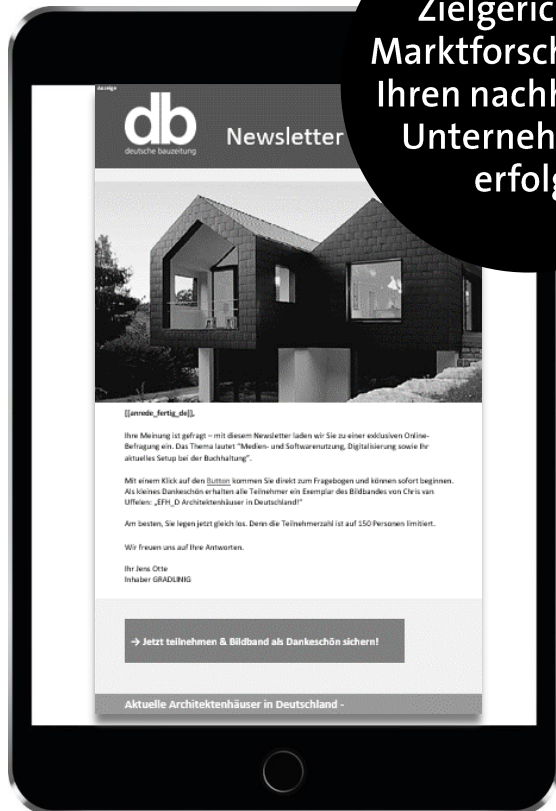 Zielgeric
Marktforsch
Ihren nachh
Unterneh
erfolg
Anzeige
db
deutsche bauzeitung
Newsletter
[[anrede_fertig_de]],
Ihre Meinung ist gefragt – mit diesem Newsletter laden wir Sie zu einer exklusiven Online-
Befragung ein. Das Thema lautet "Medien- und Softwarenutzung, Digitalisierung sowie Ihr
aktuelles Setup bei der Buchhaltung".
Mit einem Klick auf den Button kommen Sie direkt zum Fragebogen und können sofort beginnen.
Als kleines Dankeschön erhalten alle Teilnehmer ein Exemplar des Bildbandes von Chris van
Uffelen: „EFH_D Architektenhäuser in Deutschland!"
Am besten, Sie legen jetzt gleich los. Denn die Teilnehmerzahl ist auf 150 Personen limitiert.
Wir freuen uns auf Ihre Antworten.
Ihr Jens Otte
Inhaber GRADLINIG
→ Jetzt teilnehmen & Bildband als Dankeschön sichern!
Aktuelle Architektenhäuser in Deutschland -